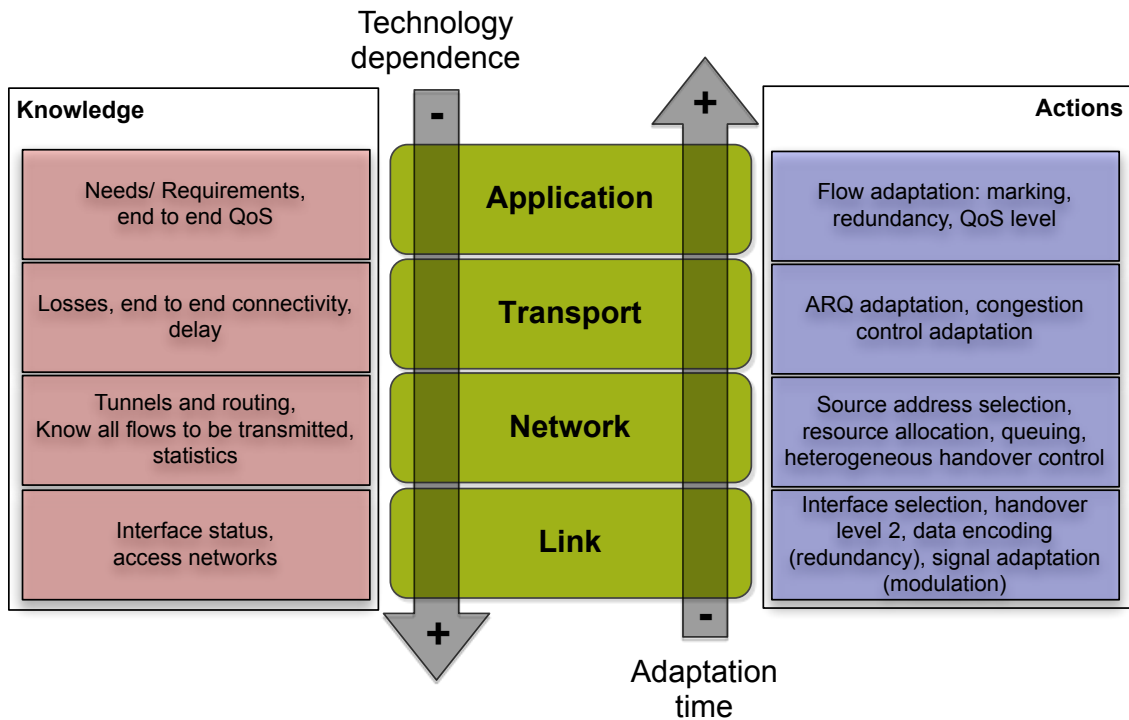 Technology
dependence
Knowledge
-
+
Actions
Needs/ Requirements,
end to end QoS
Application
Flow adaptation: marking,
redundancy, QoS level
Losses, end to end connectivity,
delay
Transport
ARQ adaptation, congestion
control adaptation
Tunnels and routing,
Know all flows to be transmitted,
statistics
Network
Source address selection,
resource allocation, queuing,
heterogeneous handover control
Interface status,
access networks
Link
Interface selection, handover
level 2, data encoding
(redundancy), signal adaptation
(modulation)
+
-
Adaptation
time